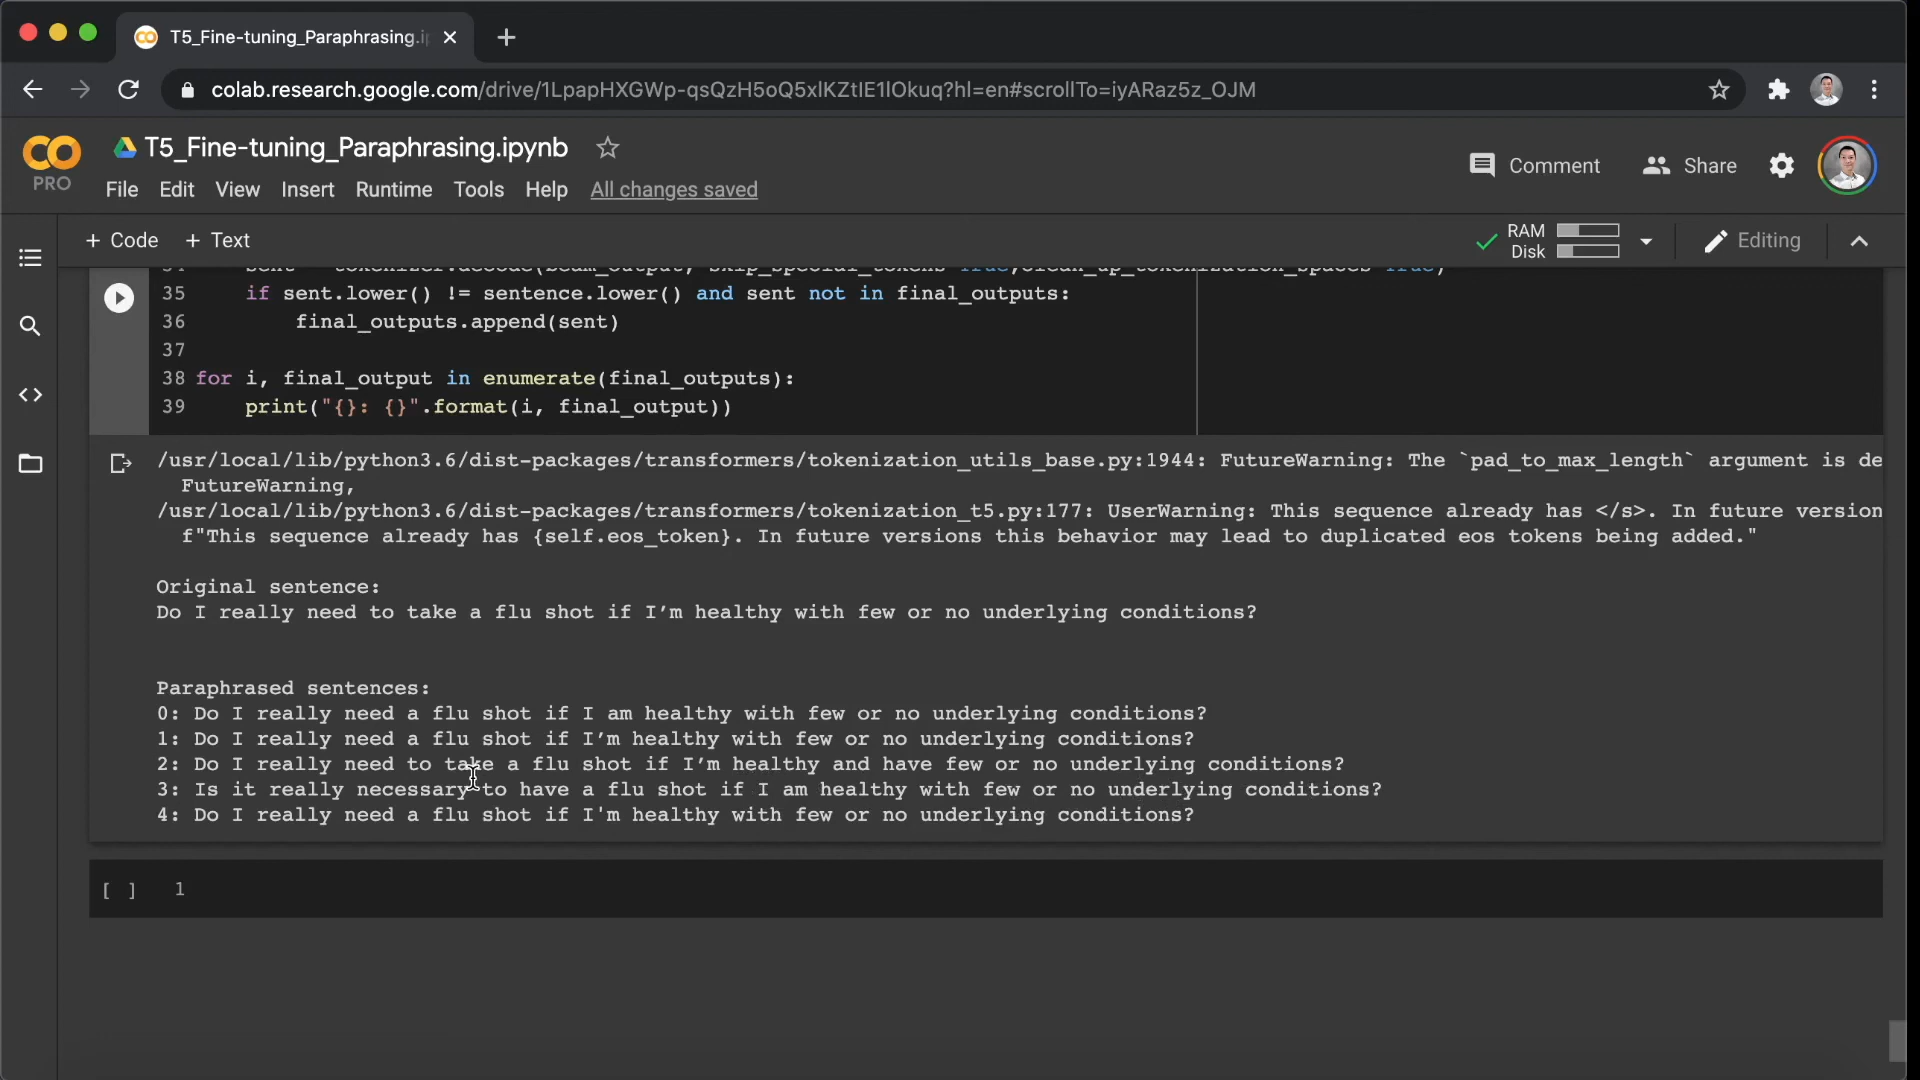 T5_Fine-tuning_Paraphrasing.i
colab.research.google.com/drive/1LpapHXGWp-qsQzH5oQ5xlKZtIE1lOkuq?hl=en#scrollTo=iyARaz5z_OJM
PRO
T5_Fine-tuning_Paraphrasing.ipynb
File Edit View Insert Runtime Tools Help All changes saved
Comment Share
+ Code + Text
RAM
Disk
Editing
34 sent = tokenizer.decode(beam_output, skip_special_tokens=True,clean_up_tokenization_spaces=True)
35 if sent.lower() != sentence.lower() and sent not in final_outputs:
36 final_outputs.append(sent)
37
38 for i, final_output in enumerate(final_outputs):
39 print("{}: {}".format(i, final_output))
/usr/local/lib/python3.6/dist-packages/transformers/tokenization_utils_base.py:1944: FutureWarning: The `pad_to_max_length` argument is de
FutureWarning,
/usr/local/lib/python3.6/dist-packages/transformers/tokenization_t5.py:177: UserWarning: This sequence already has </s>. In future version
f"This sequence already has {self.eos_token}. In future versions this behavior may lead to duplicated eos tokens being added."
Original sentence:
Do I really need to take a flu shot if I’m healthy with few or no underlying conditions?
Paraphrased sentences:
0: Do I really need a flu shot if I am healthy with few or no underlying conditions?
1: Do I really need a flu shot if I’m healthy with few or no underlying conditions?
2: Do I really need to take a flu shot if I’m healthy and have few or no underlying conditions?
3: Is it really necessary to have a flu shot if I am healthy with few or no underlying conditions?
4: Do I really need a flu shot if I'm healthy with few or no underlying conditions?
[ ] 1